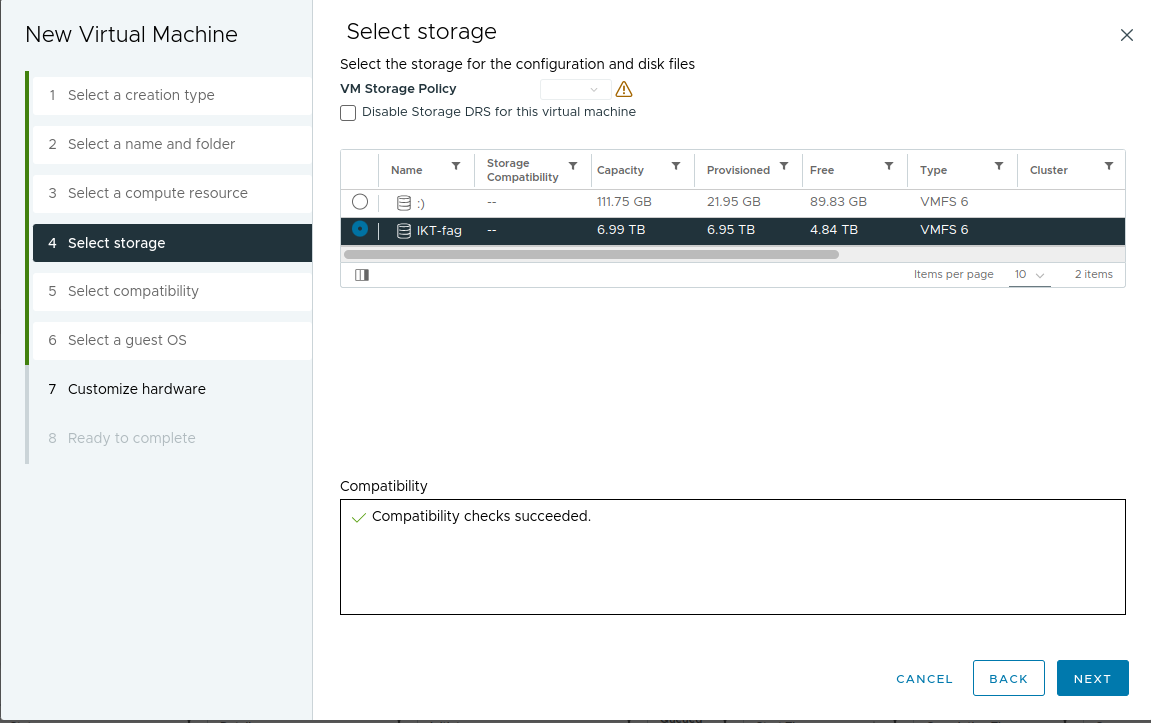 New Virtual Machine
1 Select a creation type
2 Select a name and folder
3 Select a compute resource
4 Select storage
5 Select compatibility
6 Select a guest OS
7 Customize hardware
8 Ready to complete
Select storage
Select the storage for the configuration and disk files
VM Storage Policy
Disable Storage DRS for this virtual machine
Name Storage Compatibility Capacity Provisioned Free Type Cluster
:) -- 111.75 GB 21.95 GB 89.83 GB VMFS 6
IKT-fag -- 6.99 TB 6.95 TB 4.84 TB VMFS 6
Items per page 10 2 items
Compatibility
Compatibility checks succeeded.
CANCEL BACK NEXT